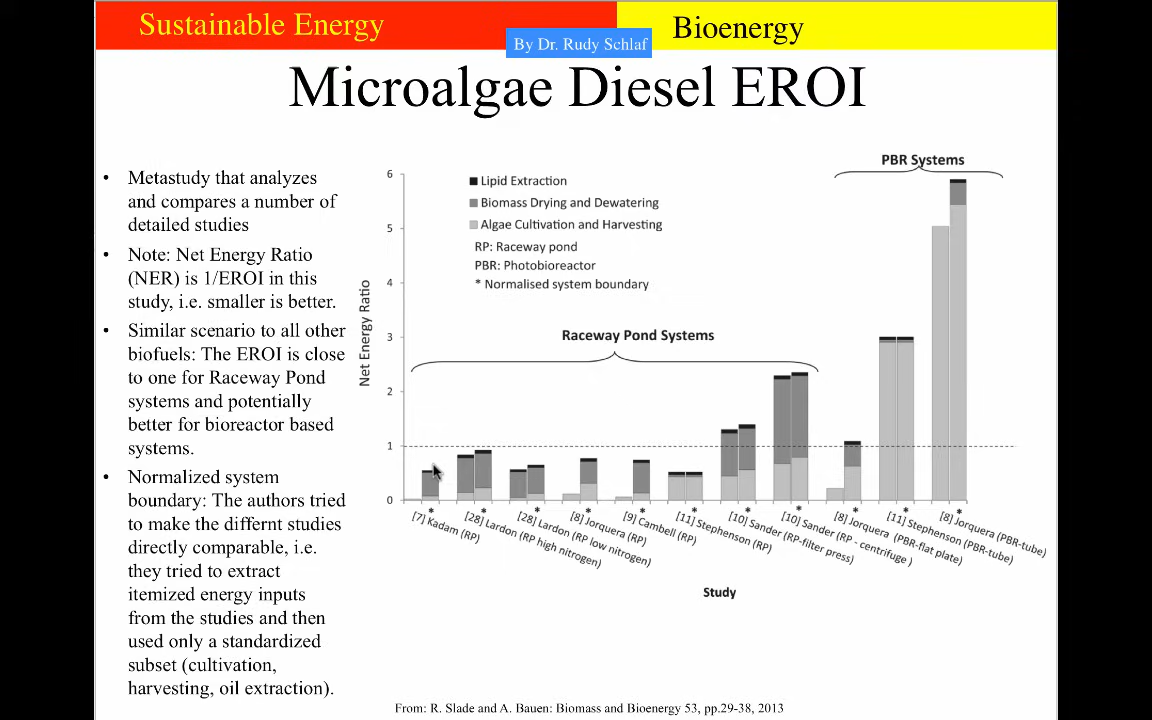 Sustainable Energy
Bioenergy
By Dr. Rudy Schlaf
Microalgae Diesel EROI
• Metastudy that analyzes
and compares a number of
detailed studies
• Note: Net Energy Ratio
(NER) is 1/EROI in this
study, i.e. smaller is better.
• Similar scenario to all other
biofuels: The EROI is close
to one for Raceway Pond
systems and potentially
better for bioreactor based
systems.
• Normalized system
boundary: The authors tried
to make the differnt studies
directly comparable, i.e.
they tried to extract
itemized energy inputs
from the studies and then
used only a standardized
subset (cultivation,
harvesting, oil extraction).
PBR Systems
Lipid Extraction
Biomass Drying and Dewatering
Algae Cultivation and Harvesting
RP: Raceway pond
PBR: Photobioreactor
* Normalised system boundary
Raceway Pond Systems
Net Energy Ratio
6
5
4
3
2
1
0
* * * * * * * * * * *
[7] Kadam (RP)
[28] Lardon (RP high nitrogen)
[28] Lardon (RP low nitrogen)
[8] Jorquera (RP)
[9] Cambell (RP)
[11] Stephenson (RP)
[10] Sander (RP-filter press)
[10] Sander (RP - centrifuge )
[8] Jorquera (PBR-flat plate)
[11] Stephenson (PBR-tube)
[8] Jorquera (PBR-tube)
Study
From: R. Slade and A. Bauen: Biomass and Bioenergy 53, pp.29-38, 2013